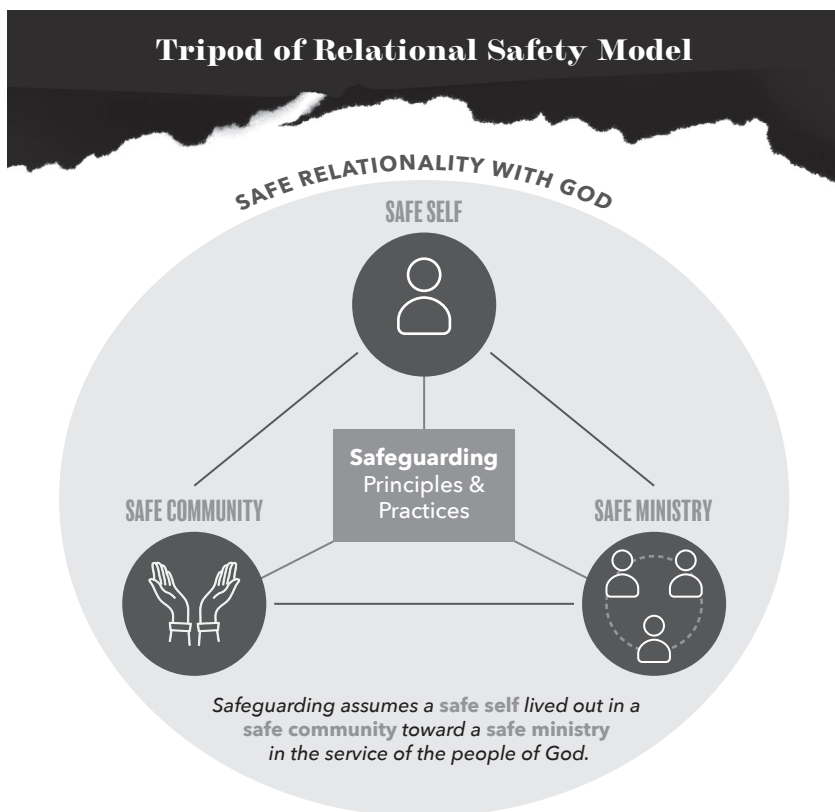 Tripod of Relational Safety Model
SAFE RELATIONALITY WITH GOD
SAFE SELF
Safeguarding
Principles &
Practices
SAFE COMMUNITY
SAFE MINISTRY
Safeguarding assumes a safe self lived out in a
safe community toward a safe ministry
in the service of the people of God.